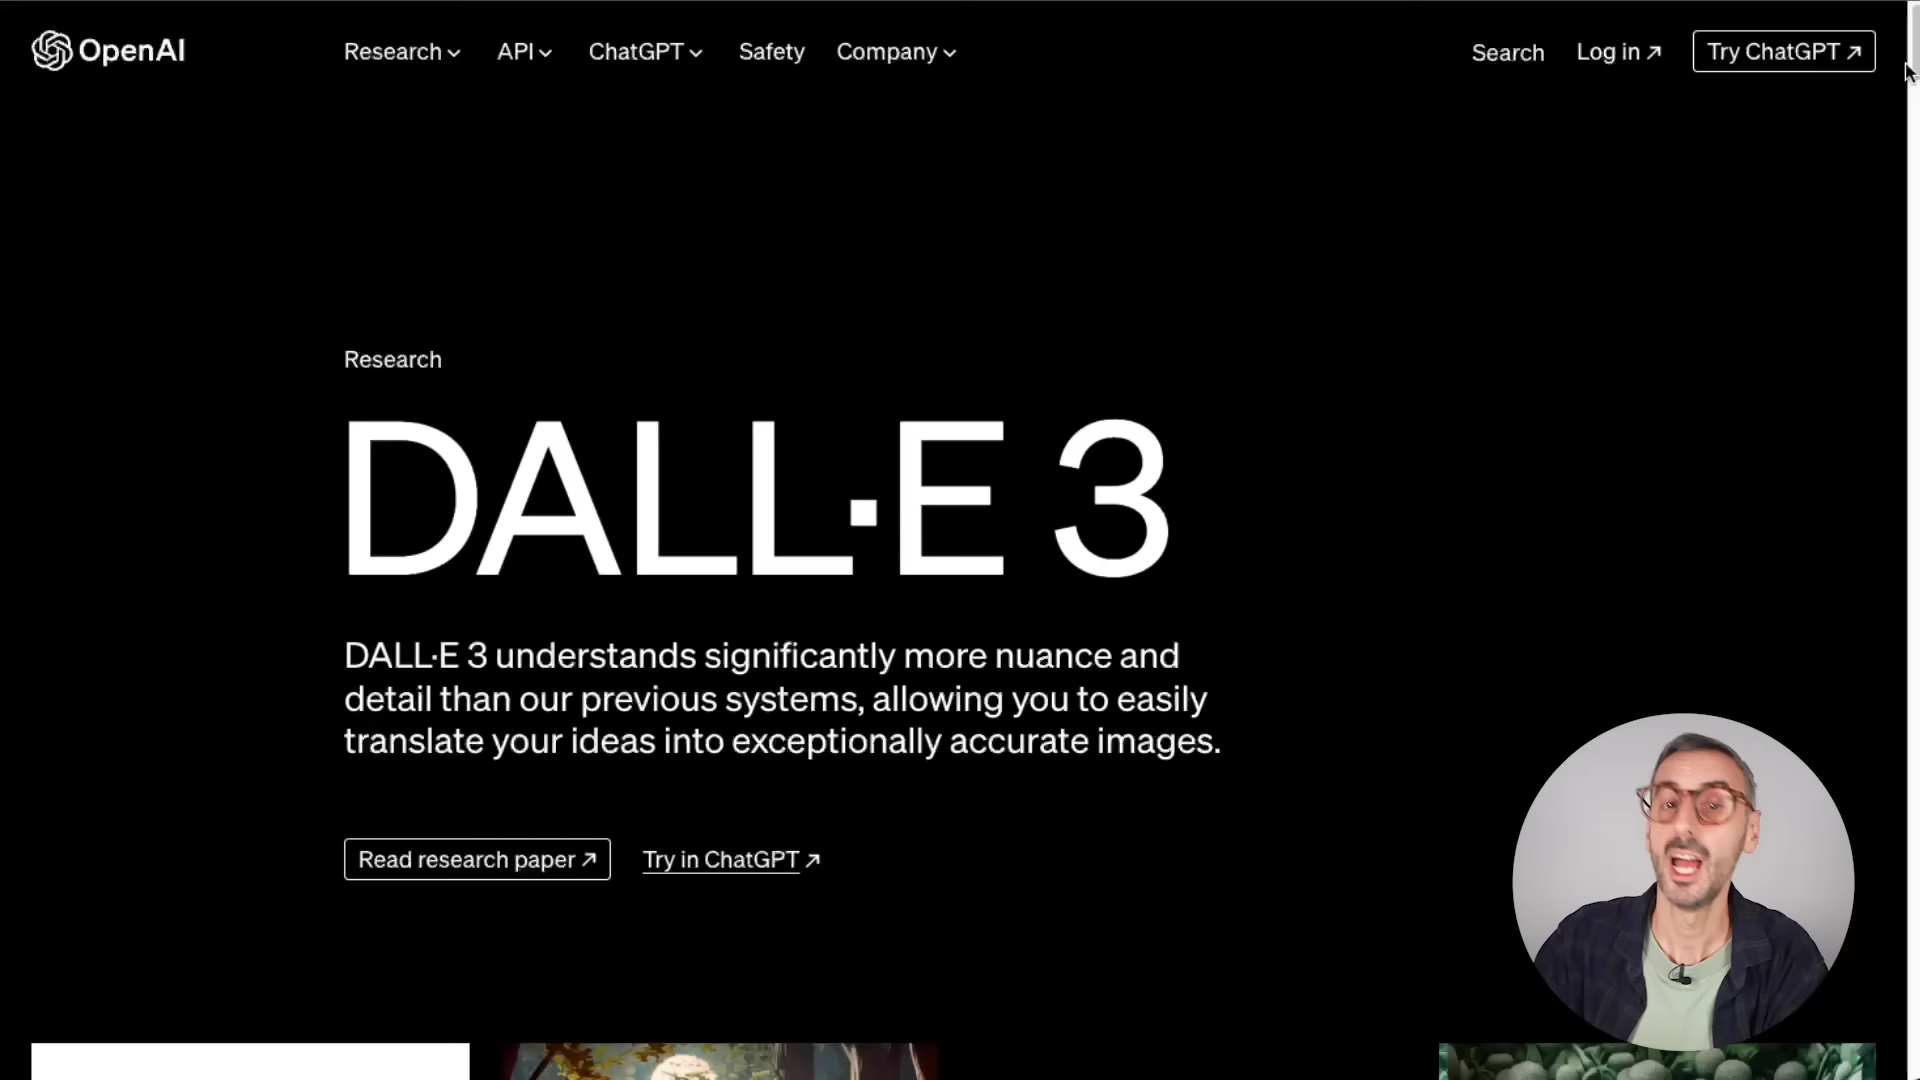 OpenAI
Research
API
ChatGPT
Safety
Company
Search
Log in ↗
Try ChatGPT ↗
Research
DALL·E 3
DALL·E 3 understands significantly more nuance and
detail than our previous systems, allowing you to easily
translate your ideas into exceptionally accurate images.
Read research paper ↗
Try in ChatGPT ↗